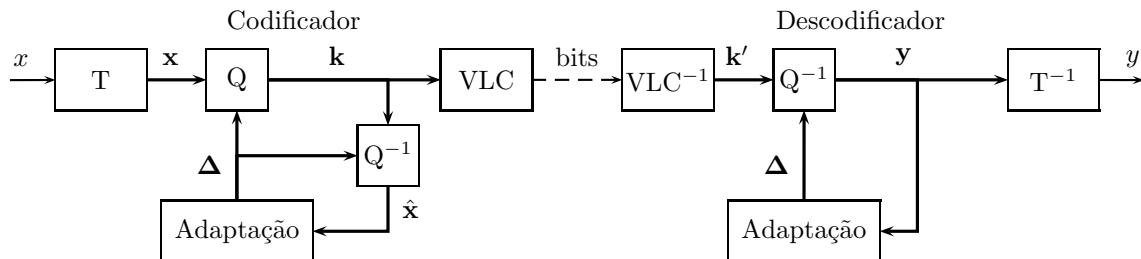 Codificador
Descodificador
x
T
𝐱
Q
𝐤
VLC
bits
VLC⁻¹
𝐤′
Q⁻¹
𝐲
T⁻¹
y
Q⁻¹
𝚫
𝐱̂
Adaptação
𝚫
Adaptação